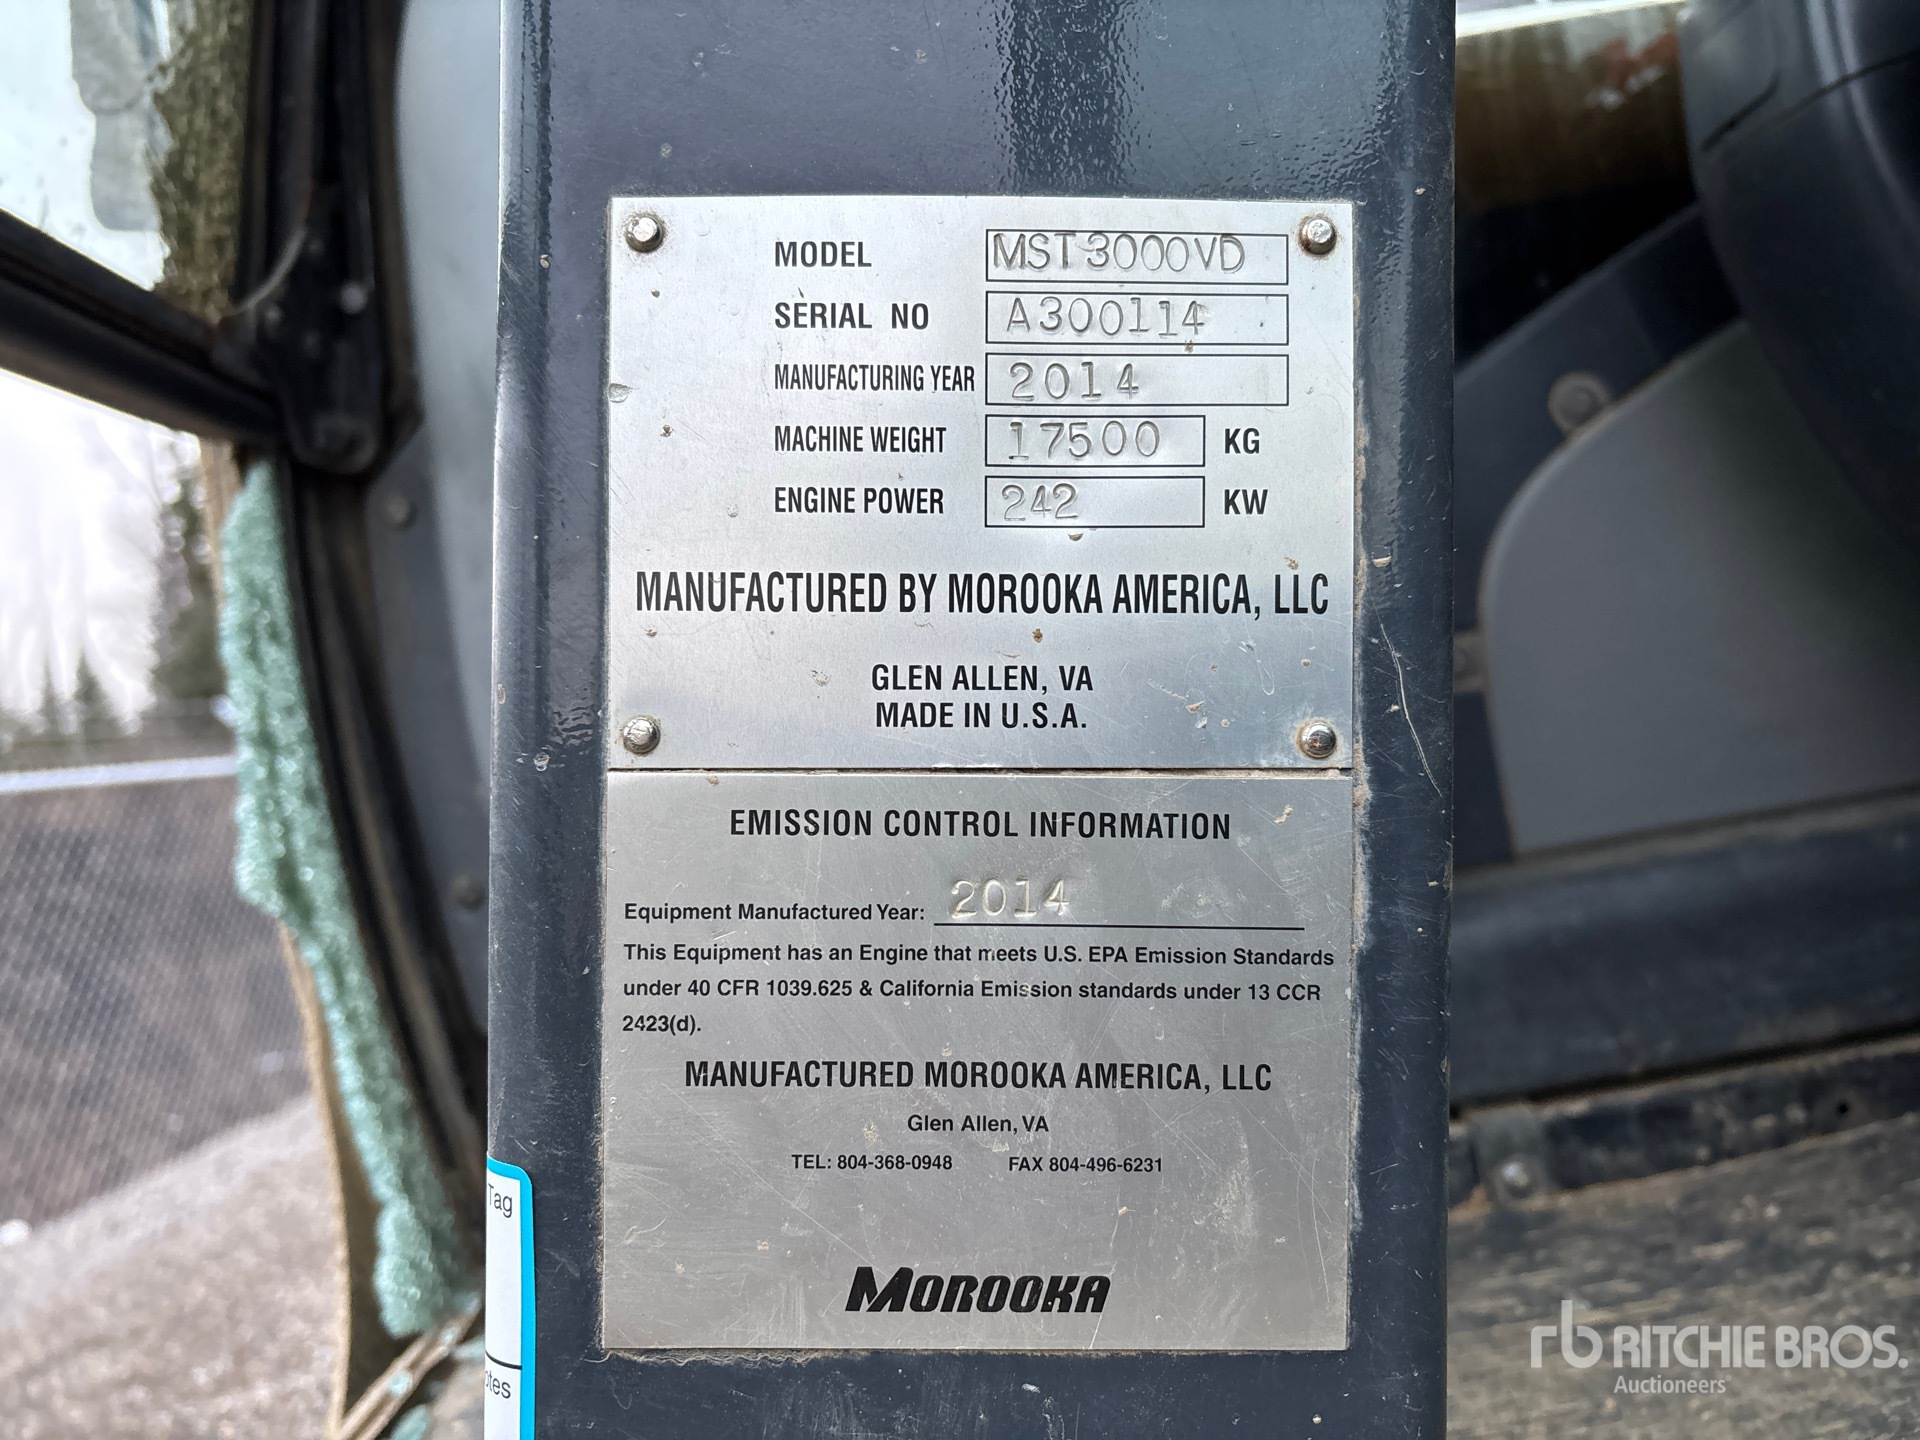 MODEL MST3000VD
SERIAL NO A300114
MANUFACTURING YEAR 2014
MACHINE WEIGHT 17500 KG
ENGINE POWER 242 KW
MANUFACTURED BY MOROOKA AMERICA, LLC
GLEN ALLEN, VA
MADE IN U.S.A.
EMISSION CONTROL INFORMATION
Equipment Manufactured Year: 2014
This Equipment has an Engine that meets U.S. EPA Emission Standards
under 40 CFR 1039.625 & California Emission standards under 13 CCR
2423(d).
MANUFACTURED MOROOKA AMERICA, LLC
Glen Allen, VA
TEL: 804-368-0948 FAX 804-496-6231
MOROOKA
Tag
rb RITCHIE BROS.
Auctioneers